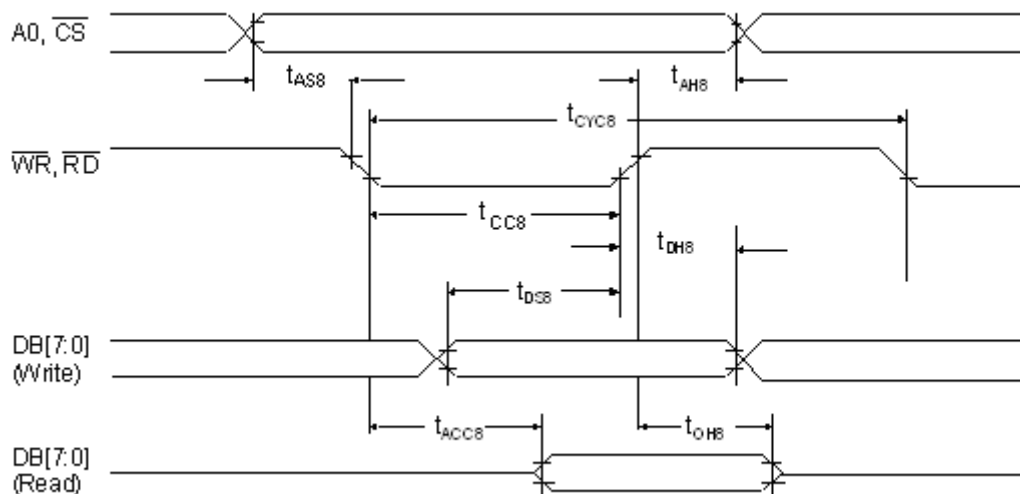 A0, CS
tAS8
tAH8
tCYC8
WR, RD
tCC8
tDH8
tDS8
DB[7:0]
(Write)
tACC8
tOH8
DB[7:0]
(Read)